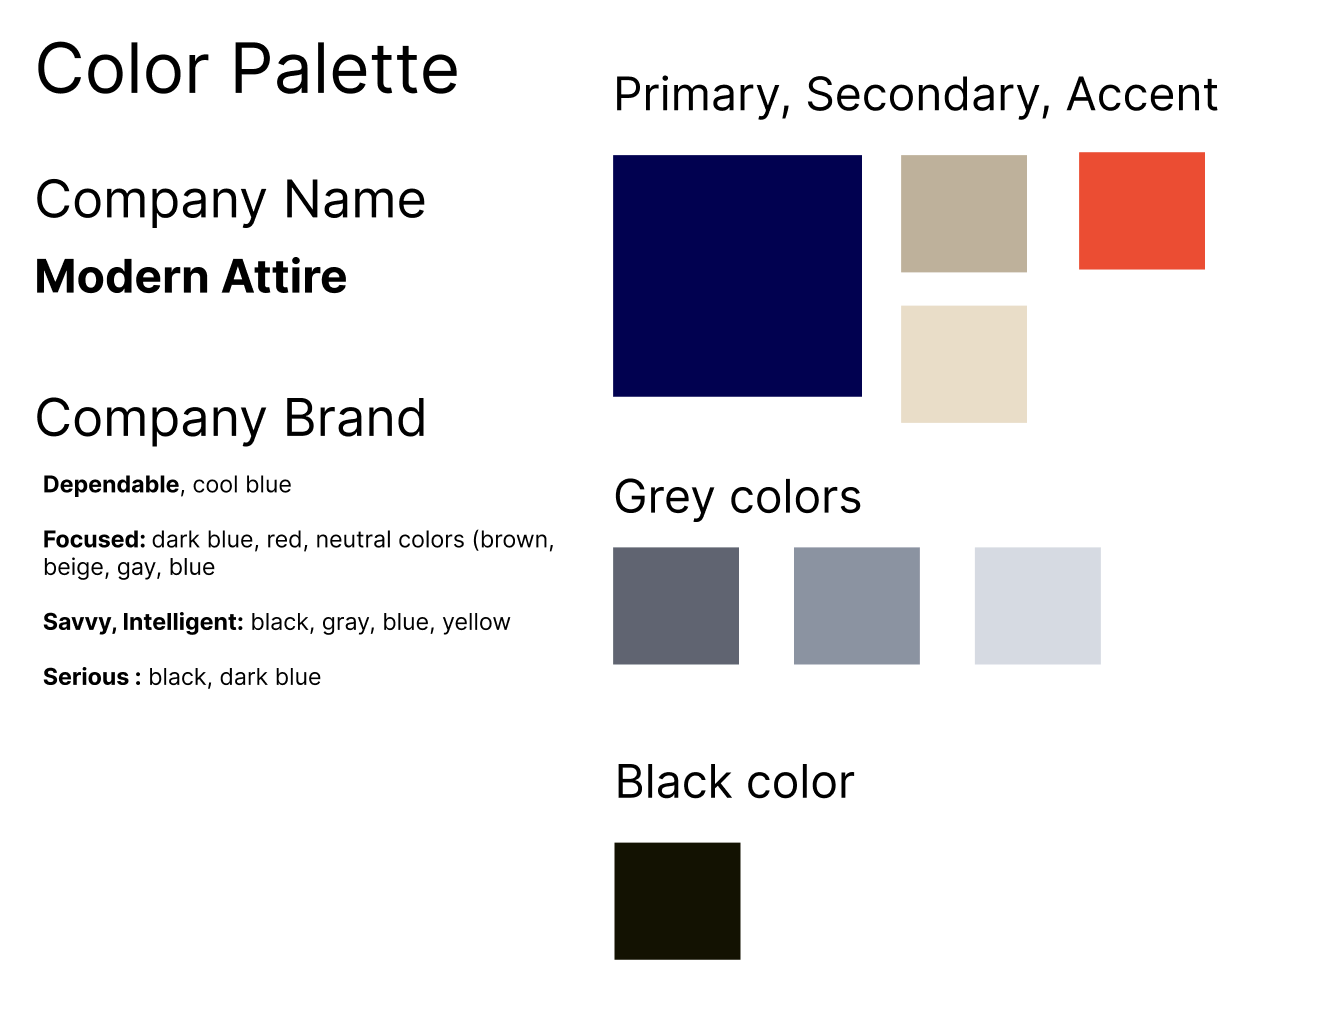 Color Palette
Company Name
Modern Attire
Company Brand
Dependable, cool blue
Focused: dark blue, red, neutral colors (brown,
beige, gay, blue
Savvy, Intelligent: black, gray, blue, yellow
Serious : black, dark blue
Primary, Secondary, Accent
Grey colors
Black color